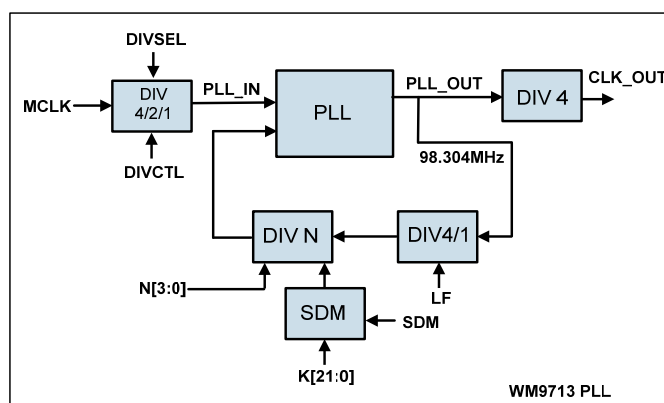 DIVSEL
MCLK
DIV
4/2/1
DIVCTL
PLL_IN
PLL
PLL_OUT
DIV 4
CLK_OUT
98.304MHz
DIV N
DIV4/1
N[3:0]
LF
SDM
SDM
K[21:0]
WM9713 PLL